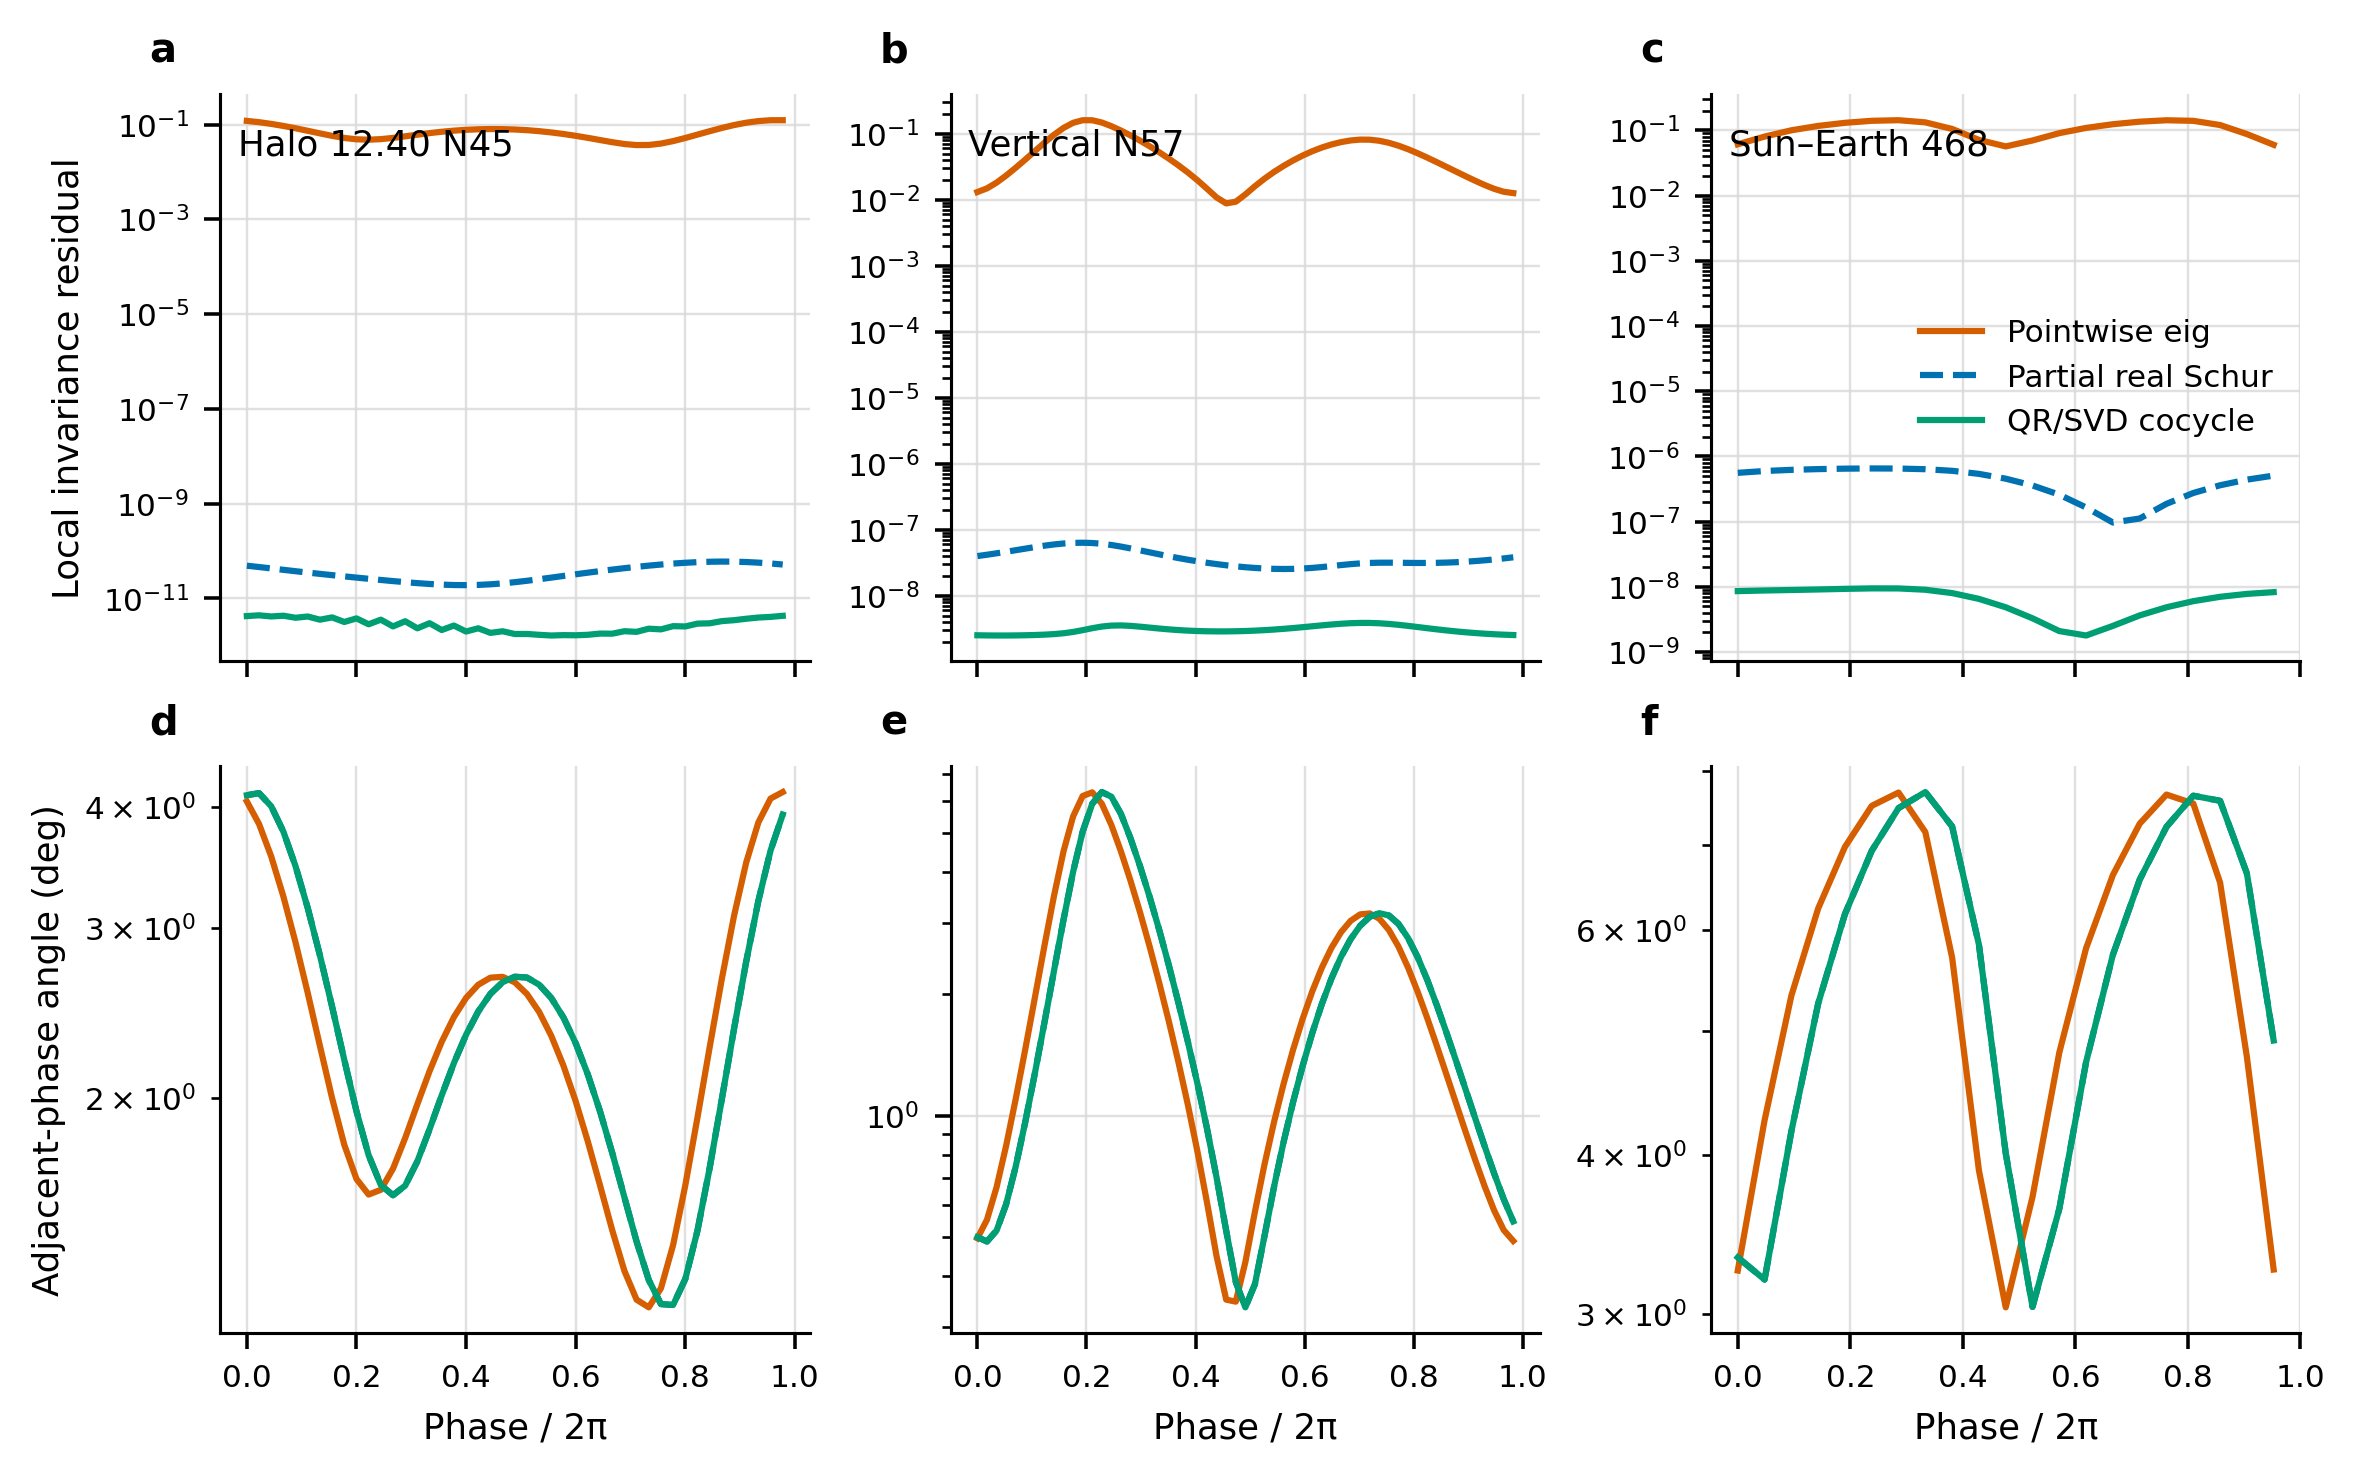 a
b
c
Halo 12.40 N45
Vertical N57
Sun–Earth 468
Local invariance residual
10⁻¹
10⁻³
10⁻⁵
10⁻⁷
10⁻⁹
10⁻¹¹
10⁻¹
10⁻²
10⁻³
10⁻⁴
10⁻⁵
10⁻⁶
10⁻⁷
10⁻⁸
10⁻¹
10⁻²
10⁻³
10⁻⁴
10⁻⁵
10⁻⁶
10⁻⁷
10⁻⁸
10⁻⁹
Pointwise eig
Partial real Schur
QR/SVD cocycle
d
e
f
Adjacent-phase angle (deg)
4 × 10⁰
3 × 10⁰
2 × 10⁰
10⁰
6 × 10⁰
4 × 10⁰
3 × 10⁰
0.0 0.2 0.4 0.6 0.8 1.0
0.0 0.2 0.4 0.6 0.8 1.0
0.0 0.2 0.4 0.6 0.8 1.0
Phase / 2π
Phase / 2π
Phase / 2π